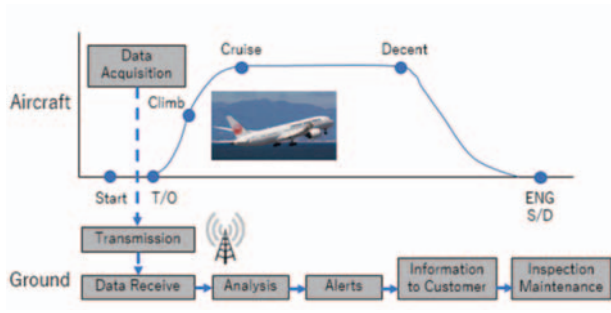 Data
Acquisition
Cruise
Decent
Aircraft
Climb
Start
T/O
ENG
S/D
Transmission
Ground
Data Receive
Analysis
Alerts
Information
to Customer
Inspection
Maintenance